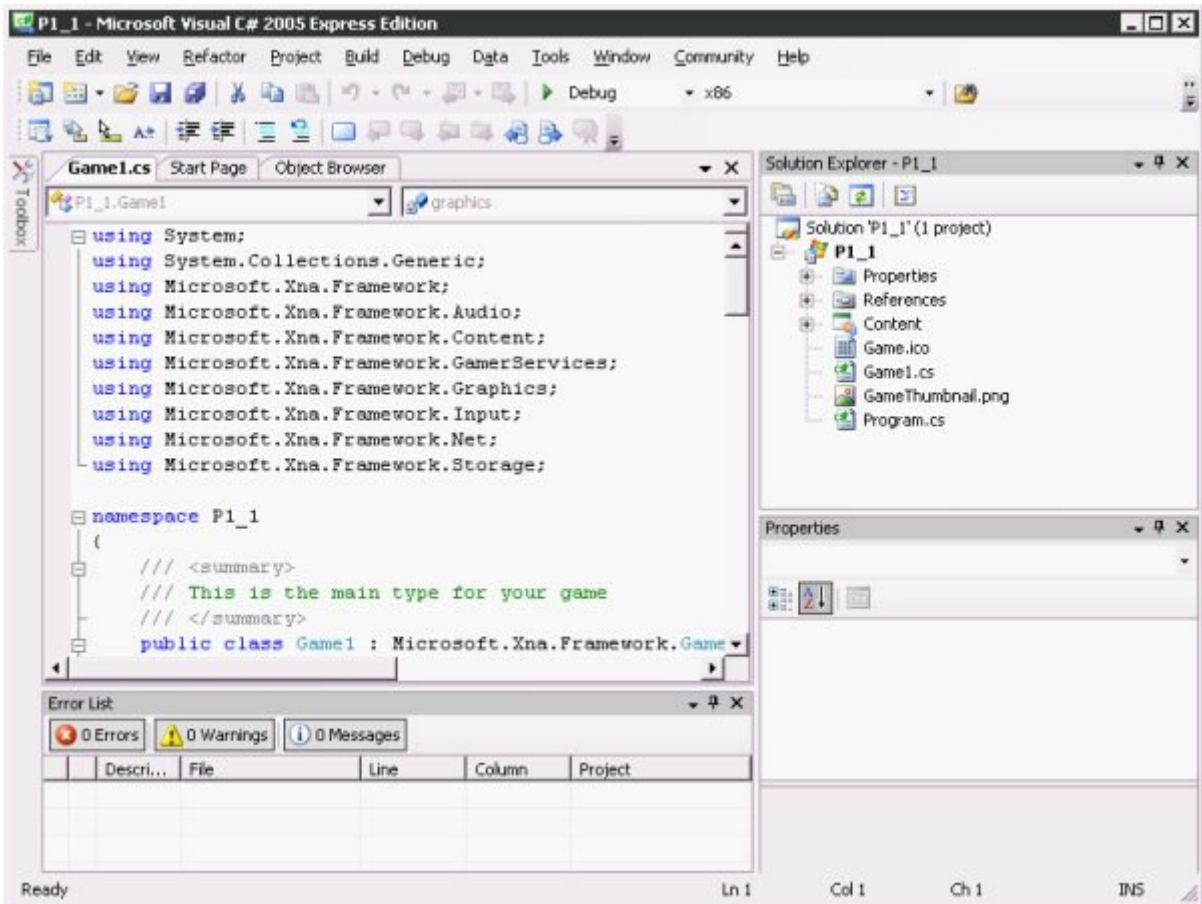 P1_1 - Microsoft Visual C# 2005 Express Edition
File Edit View Refactor Project Build Debug Data Tools Window Community Help
Debug x86
Toolbox
Game1.cs Start Page Object Browser
P1_1.Game1 graphics
using System;
using System.Collections.Generic;
using Microsoft.Xna.Framework;
using Microsoft.Xna.Framework.Audio;
using Microsoft.Xna.Framework.Content;
using Microsoft.Xna.Framework.GamerServices;
using Microsoft.Xna.Framework.Graphics;
using Microsoft.Xna.Framework.Input;
using Microsoft.Xna.Framework.Net;
using Microsoft.Xna.Framework.Storage;
namespace P1_1
{
/// <summary>
/// This is the main type for your game
/// </summary>
public class Game1 : Microsoft.Xna.Framework.Game
Solution Explorer - P1_1
Solution 'P1_1' (1 project)
P1_1
Properties
References
Content
Game.ico
Game1.cs
GameThumbnail.png
Program.cs
Properties
Error List
0 Errors 0 Warnings 0 Messages
Descri... File Line Column Project
Ready Ln 1 Col 1 Ch 1 INS